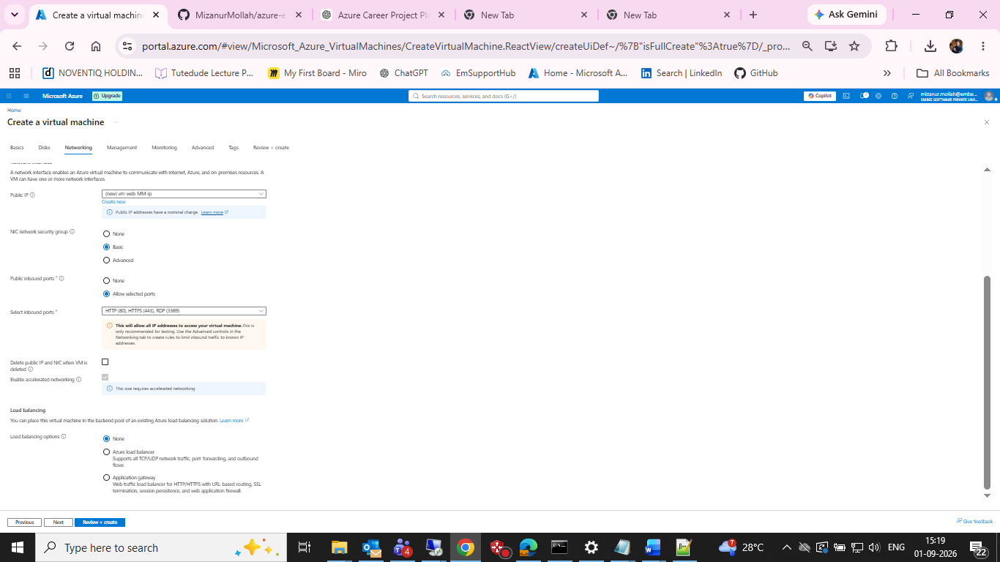 Create a virtual machine
MizanurMollah/azure-e
Azure Career Project Pl
New Tab
New Tab
Ask Gemini
portal.azure.com/#view/Microsoft_Azure_VirtualMachines/CreateVirtualMachine.ReactView/createUiDef~/%7B"isFullCreate"%3Atrue%7D/_pro...
NOVENTIQ HOLDIN...
Tutedude Lecture P...
My First Board - Miro
ChatGPT
EmSupportHub
Home - Microsoft A...
Search | LinkedIn
GitHub
All Bookmarks
Microsoft Azure
Upgrade
Search resources, services, and docs (G+/)
Copilot
1
mizanur.mollah@embe...
EMBEE SOFTWARE PRIVATE LIMI...
Home
Create a virtual machine
...
Basics
Disks
Networking
Management
Monitoring
Advanced
Tags
Review + create
A network interface enables an Azure virtual machine to communicate with internet, Azure, and on-premises resources. A
VM can have one or more network interfaces.
Public IP
(new) vm-web-MM-ip
Create new
Public IP addresses have a nominal charge. Learn more
NIC network security group
None
Basic
Advanced
Public inbound ports *
None
Allow selected ports
Select inbound ports *
HTTP (80), HTTPS (443), RDP (3389)
This will allow all IP addresses to access your virtual machine. This is
only recommended for testing. Use the Advanced controls in the
Networking tab to create rules to limit inbound traffic to known IP
addresses.
Delete public IP and NIC when VM is
deleted
Enable accelerated networking
This size requires accelerated networking
Load balancing
You can place this virtual machine in the backend pool of an existing Azure load balancing solution. Learn more
Load balancing options
None
Azure load balancer
Supports all TCP/UDP network traffic, port-forwarding, and outbound
flows
Application gateway
Web traffic load balancer for HTTP/HTTPS with URL-based routing, SSL
termination, session persistence, and web application firewall.
Previous
Next
Review + create
Give feedback
Type here to search
4
7
28°C
ENG
15:19
01-09-2026
22